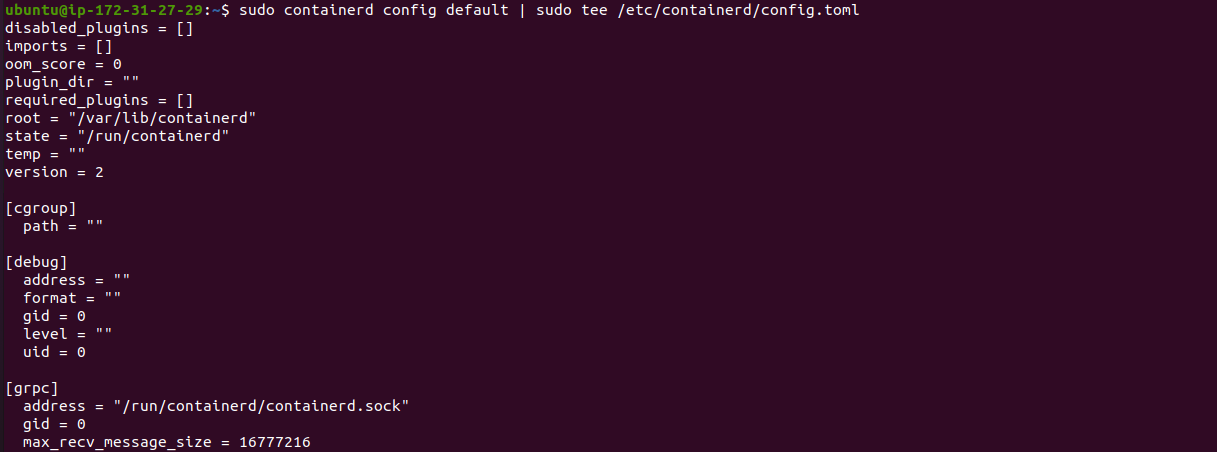 ubuntu@ip-172-31-27-29:~$ sudo containerd config default | sudo tee /etc/containerd/config.toml
disabled_plugins = []
imports = []
oom_score = 0
plugin_dir = ""
required_plugins = []
root = "/var/lib/containerd"
state = "/run/containerd"
temp = ""
version = 2

[cgroup]
  path = ""

[debug]
  address = ""
  format = ""
  gid = 0
  level = ""
  uid = 0

[grpc]
  address = "/run/containerd/containerd.sock"
  gid = 0
  max_recv_message_size = 16777216